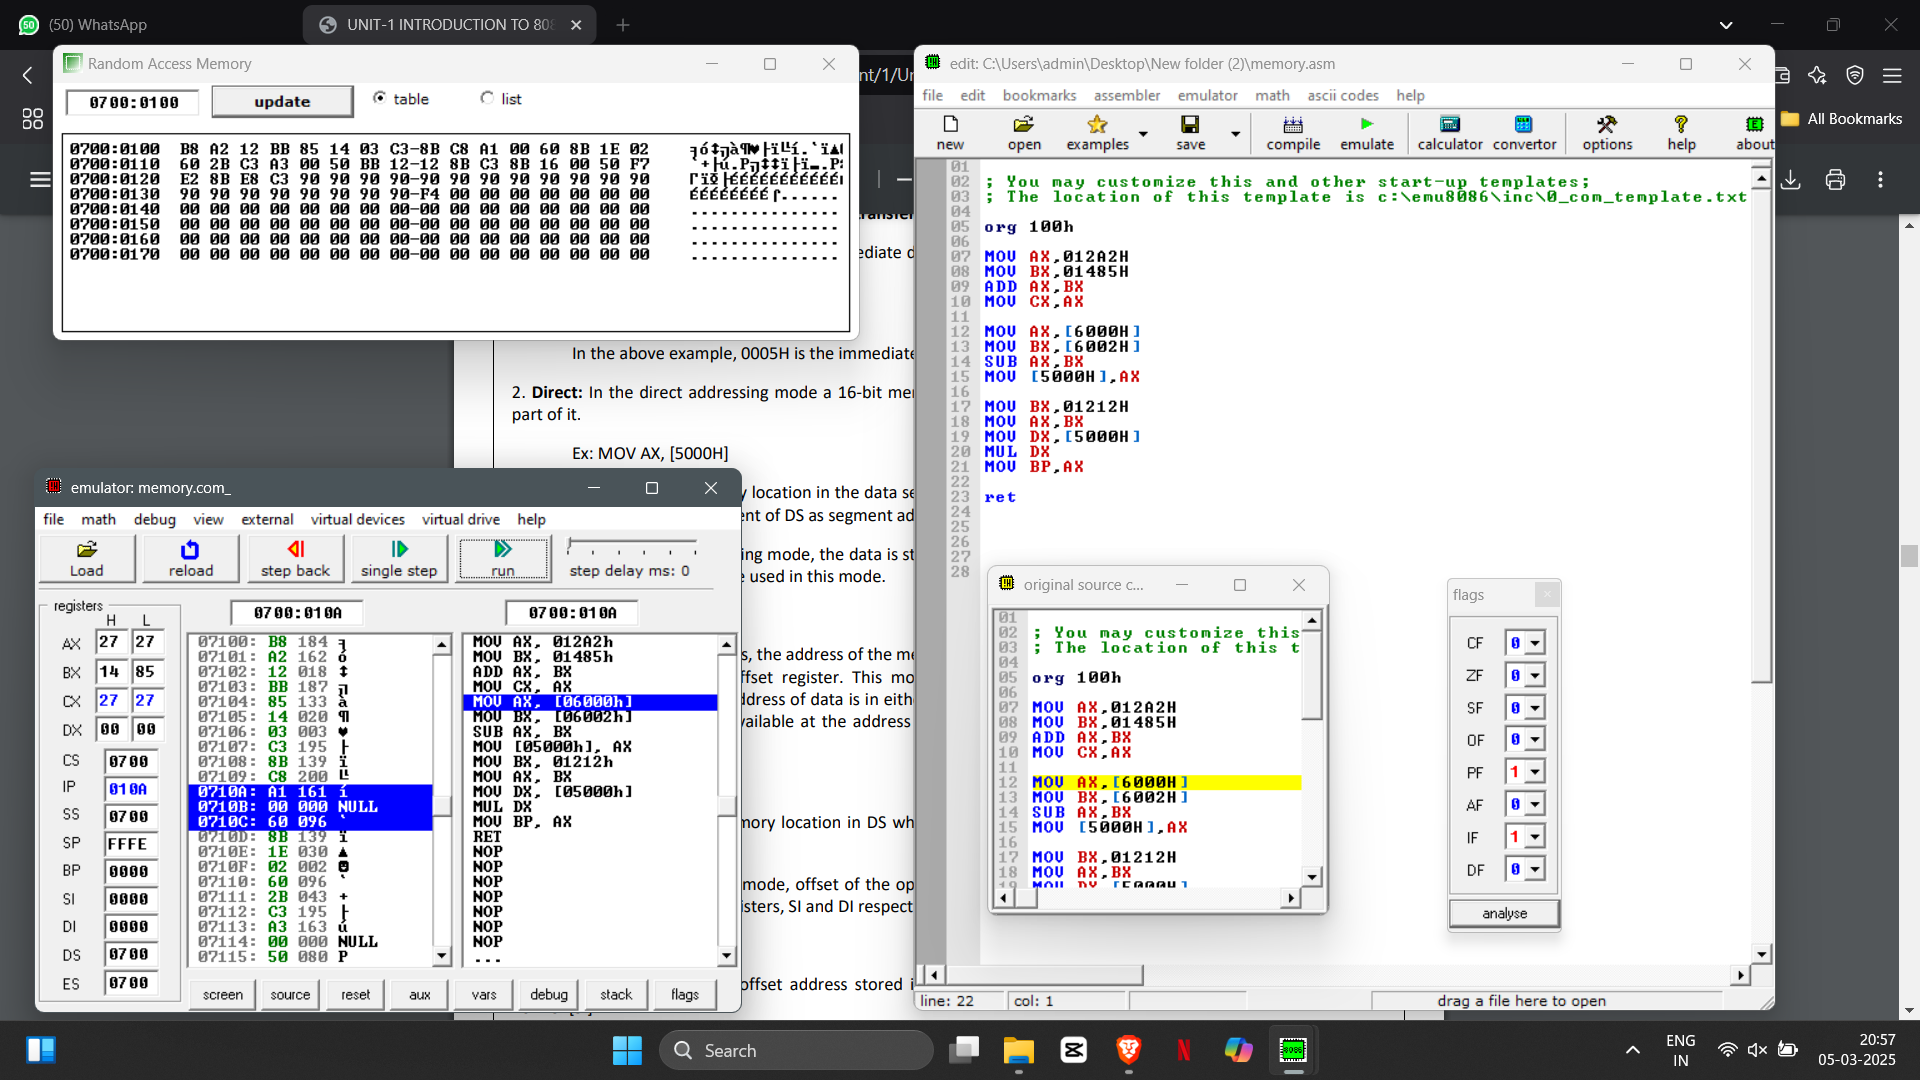 (50) WhatsApp
UNIT-1 INTRODUCTION TO 808
Random Access Memory
0700:0100
update
table
list
0700:0100 B8 A2 12 BB 85 14 03 C3-8B C8 A1 00 60 8B 1E 02
0700:0110 60 2B C3 A3 00 50 BB 12-12 8B C3 8B 16 00 50 F7
0700:0120 E2 8B E8 C3 90 90 90 90-90 90 90 90 90 90 90 90
0700:0130 90 90 90 90 90 90 90 90-F4 00 00 00 00 00 00 00
0700:0140 00 00 00 00 00 00 00 00-00 00 00 00 00 00 00 00
0700:0150 00 00 00 00 00 00 00 00-00 00 00 00 00 00 00 00
0700:0160 00 00 00 00 00 00 00 00-00 00 00 00 00 00 00 00
0700:0170 00 00 00 00 00 00 00 00-00 00 00 00 00 00 00 00
All Bookmarks
In the above example, 0005H is the immediate
2. Direct: In the direct addressing mode a 16-bit
part of it.
Ex: MOV AX, [5000H]
location in the data
of DS as segment
mode, the data is
used in this mode.
the address of the
register. This
of data is in
at the address
location in DS
mode, offset of the
SI and DI
offset address stored
emulator: memory.com_
file math debug view external virtual devices virtual drive help
Load reload step back single step run step delay ms: 0
registers
H L
AX 27 27
BX 14 85
CX 27 27
DX 00 00
CS 0700
IP 010A
SS 0700
SP FFFE
BP 0000
SI 0000
DI 0000
DS 0700
ES 0700
0700:010A
07100: B8 184
07101: A2 162 ó
07102: 12 018 ↕
07103: BB 187 ╗
07104: 85 133 à
07105: 14 020 ¶
07106: 03 003 ♥
07107: C3 195 ├
07108: 8B 139 ï
07109: C8 200 ╚
0710A: A1 161 í
0710B: 00 000 NULL
0710C: 60 096 `
0710D: 8B 139 ï
0710E: 1E 030 ▲
0710F: 02 002 ☻
07110: 60 096 `
07111: 2B 043 +
07112: C3 195 ├
07113: A3 163 ú
07114: 00 000 NULL
07115: 50 080 P
0700:010A
MOV AX, 012A2h
MOV BX, 01485h
ADD AX, BX
MOV CX, AX
MOV AX, [06000h]
MOV BX, [06002h]
SUB AX, BX
MOV [05000h], AX
MOV BX, 01212h
MOV AX, BX
MOV DX, [05000h]
MUL DX
MOV BP, AX
RET
NOP
NOP
NOP
NOP
NOP
NOP
NOP
...
screen source reset aux vars debug stack flags
edit: C:\Users\admin\Desktop\New folder (2)\memory.asm
file edit bookmarks assembler emulator math ascii codes help
new open examples save compile emulate calculator convertor options help about
01
02 ; You may customize this and other start-up templates;
03 ; The location of this template is c:\emu8086\inc\0_com_template.txt
04
05 org 100h
06
07 MOV AX,012A2H
08 MOV BX,01485H
09 ADD AX,BX
10 MOV CX,AX
11
12 MOV AX,[6000H]
13 MOV BX,[6002H]
14 SUB AX,BX
15 MOV [5000H],AX
16
17 MOV BX,01212H
18 MOV AX,BX
19 MOV DX,[5000H]
20 MUL DX
21 MOV BP,AX
22
23 ret
24
25
26
27
28
line: 22 col: 1 drag a file here to open
original source c...
01
02 ; You may customize this
03 ; The location of this t
04
05 org 100h
06
07 MOV AX,012A2H
08 MOV BX,01485H
09 ADD AX,BX
10 MOV CX,AX
11
12 MOV AX,[6000H]
13 MOV BX,[6002H]
14 SUB AX,BX
15 MOV [5000H],AX
16
17 MOV BX,01212H
18 MOV AX,BX
19 MOV DX,[5000H]
flags
CF 0
ZF 0
SF 0
OF 0
PF 1
AF 0
IF 1
DF 0
analyse
Search
ENG
IN
20:57
05-03-2025